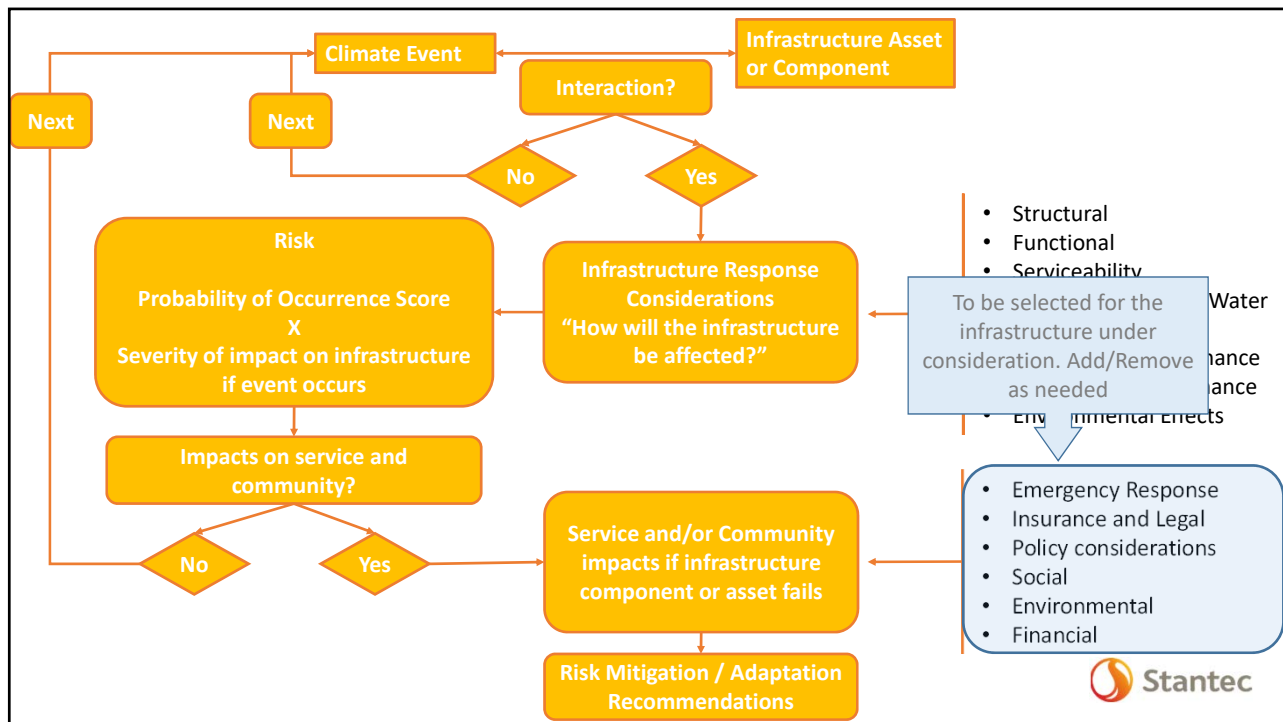 Climate Event
Infrastructure Asset
or Component
Interaction?
Next
Next
No
Yes
Risk
Probability of Occurrence Score
X
Severity of impact on infrastructure
if event occurs
Infrastructure Response
Considerations
“How will the infrastructure
be affected?”
• Structural
• Functional
• Serviceability
Water
• Environmental Effects
To be selected for the
infrastructure under
consideration. Add/Remove
as needed
Impacts on service and
community?
No
Yes
Service and/or Community
impacts if infrastructure
component or asset fails
• Emergency Response
• Insurance and Legal
• Policy considerations
• Social
• Environmental
• Financial
Risk Mitigation / Adaptation
Recommendations
Stantec